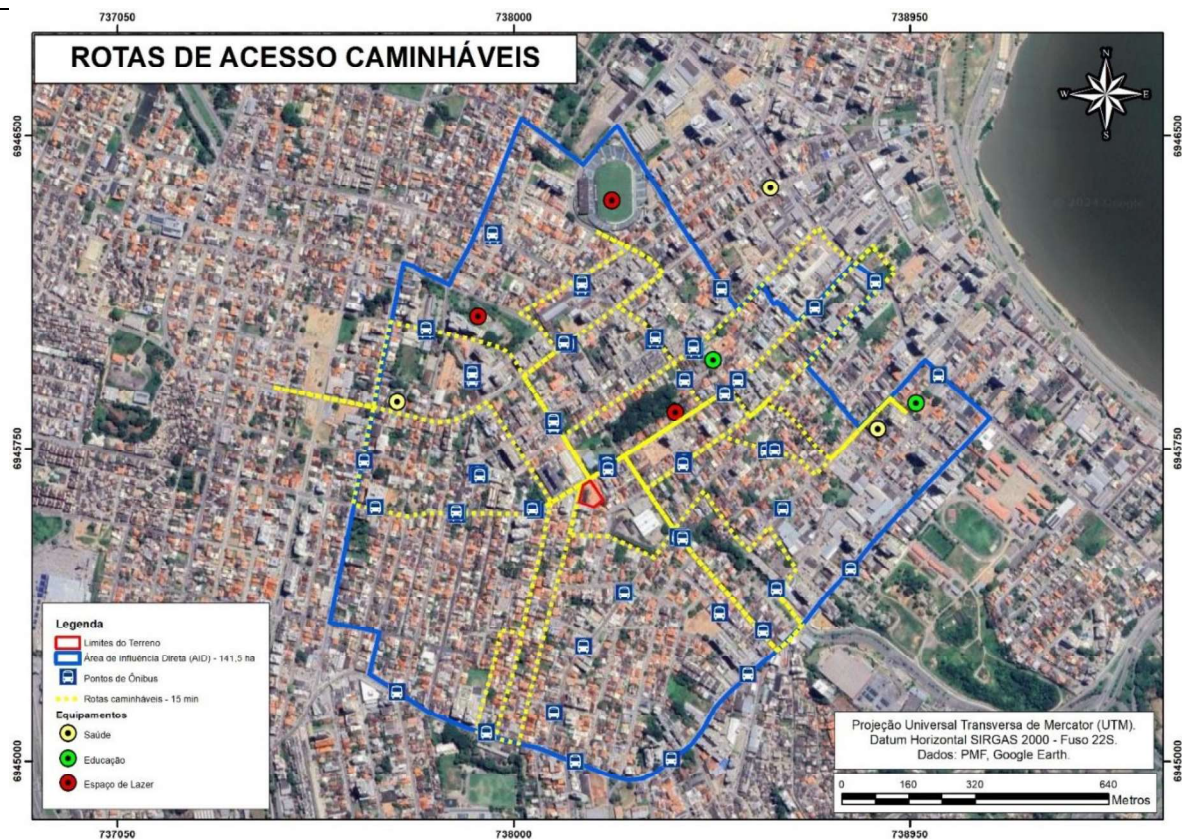 737050
738000
738950
ROTAS DE ACESSO CAMINHÁVEIS
N
W
E
S
6946500
6946500
© 2024 Google
6945750
6945750
Legenda
Limites do Terreno
Área de Influência Direta (AID) - 141,5 ha
Pontos de Ônibus
Rotas caminháveis - 15 min
Equipamentos
Saúde
Educação
Espaço de Lazer
Projeção Universal Transversa de Mercator (UTM).
Datum Horizontal SIRGAS 2000 - Fuso 22S.
Dados: PMF, Google Earth.
0 160 320 640
Metros
6945000
6945000
737050
738000
738950